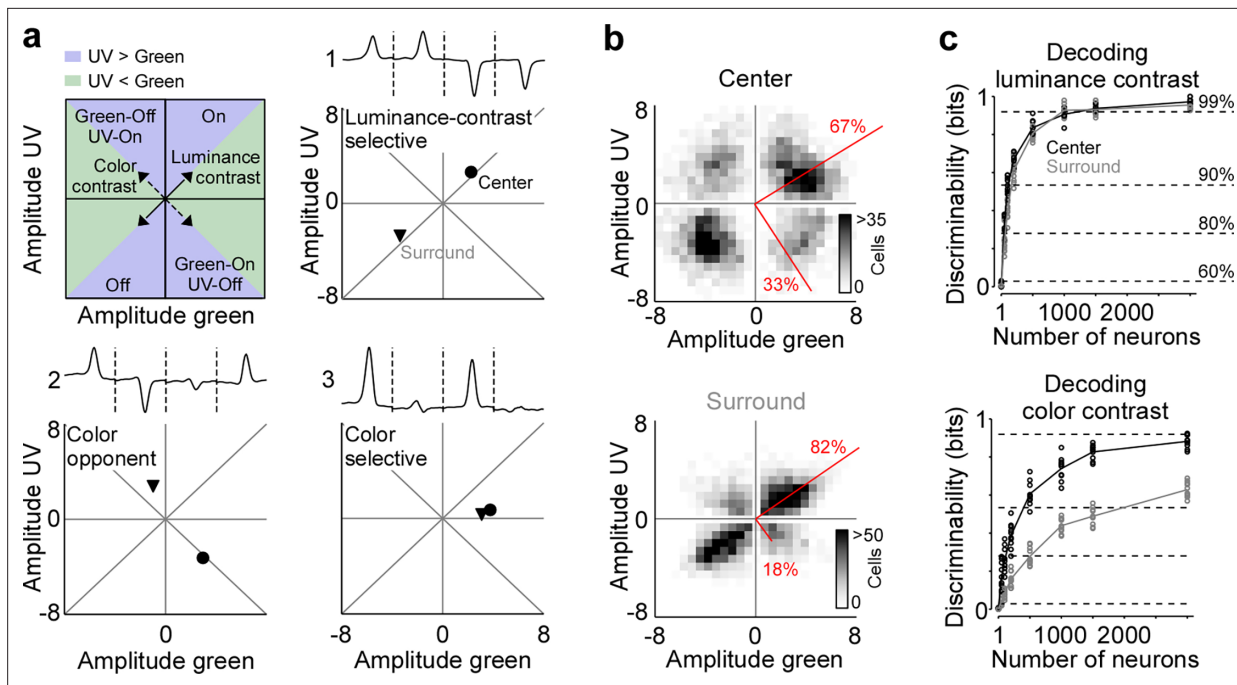 a
UV > Green
UV < Green
Green-Off
UV-On
On
Color
contrast
Luminance
contrast
Off
Green-On
UV-Off
Amplitude UV
Amplitude green
1
Luminance-contrast
selective
Center
Surround
8
0
-8
2
Color
opponent
Amplitude UV
8
0
-8
0
Amplitude green
3
Color
selective
-8
0
8
Amplitude green
b
Center
Amplitude UV
8
0
-8
67%
33%
>35
Cells
0
-8
0
8
Amplitude green
Surround
Amplitude UV
8
0
-8
82%
18%
>50
Cells
0
-8
0
8
Amplitude green
c
Decoding
luminance contrast
Discriminability (bits)
1
0
99%
90%
80%
60%
Center
Surround
1 1000 2000
Number of neurons
Decoding
color contrast
Discriminability (bits)
1
0
1 1000 2000
Number of neurons